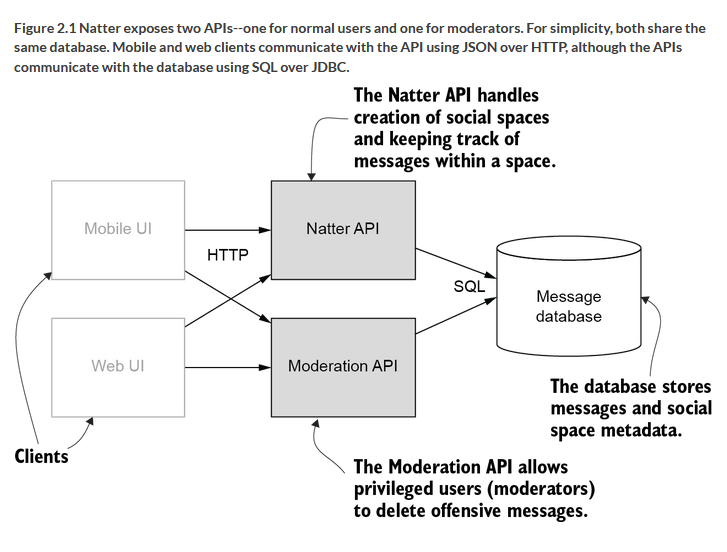 Figure 2.1 Natter exposes two APIs--one for normal users and one for moderators. For simplicity, both share the
same database. Mobile and web clients communicate with the API using JSON over HTTP, although the APIs
communicate with the database using SQL over JDBC.
The Natter API handles
creation of social spaces
and keeping track of
messages within a space.
Mobile UI
HTTP
Natter API
SQL
Message
database
Web UI
Moderation API
The database stores
messages and social
space metadata.
Clients
The Moderation API allows
privileged users (moderators)
to delete offensive messages.